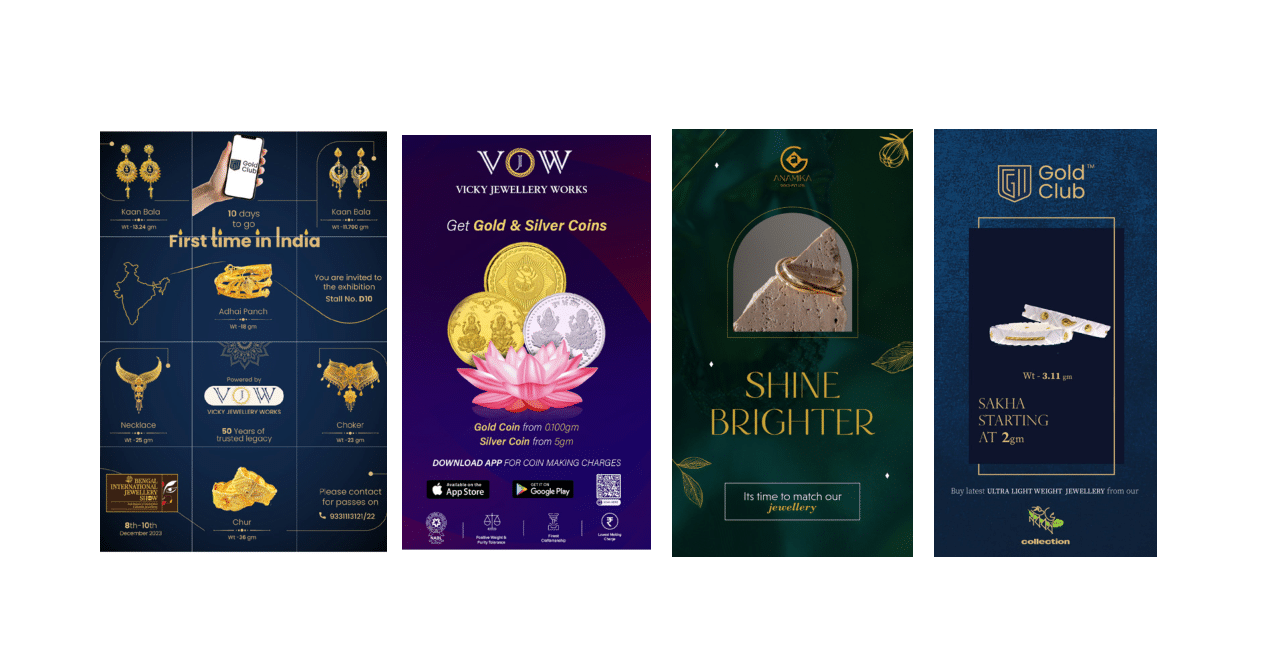 Gold
Club
Kaan Bala
Wt -13.24 gm
10 days
to go
Kaan Bala
Wt -11.700 gm
First time in India
You are invited to
the exhibition
Stall No. D10
Adhai Panch
Wt -18 gm
Necklace
Wt -25 gm
Powered by
VJW
VICKY JEWELLERY WORKS
50 Years of
trusted legacy
Choker
Wt -23 gm
BENGAL
INTERNATIONAL
JEWELLERY
SHOW
8th-10th
December 2023
Chur
Wt -26 gm
Please contact
for passes on
9331113121/22
VJW
VICKY JEWELLERY WORKS
Get Gold & Silver Coins
Gold Coin from 0.100gm
Silver Coin from 5gm
DOWNLOAD APP FOR COIN MAKING CHARGES
Available on the
App Store
GET IT ON
Google Play
Positive Weight &
Purity Tolerance
Finest
Craftsmanship
Lowest Making
Charge
ANAMIKA
SHINE
BRIGHTER
Its time to match our
jewellery
Gold
Club™
Wt - 3.11 gm
SAKHA
STARTING
AT 2gm
Buy latest ULTRA LIGHT WEIGHT JEWELLERY from our
collection